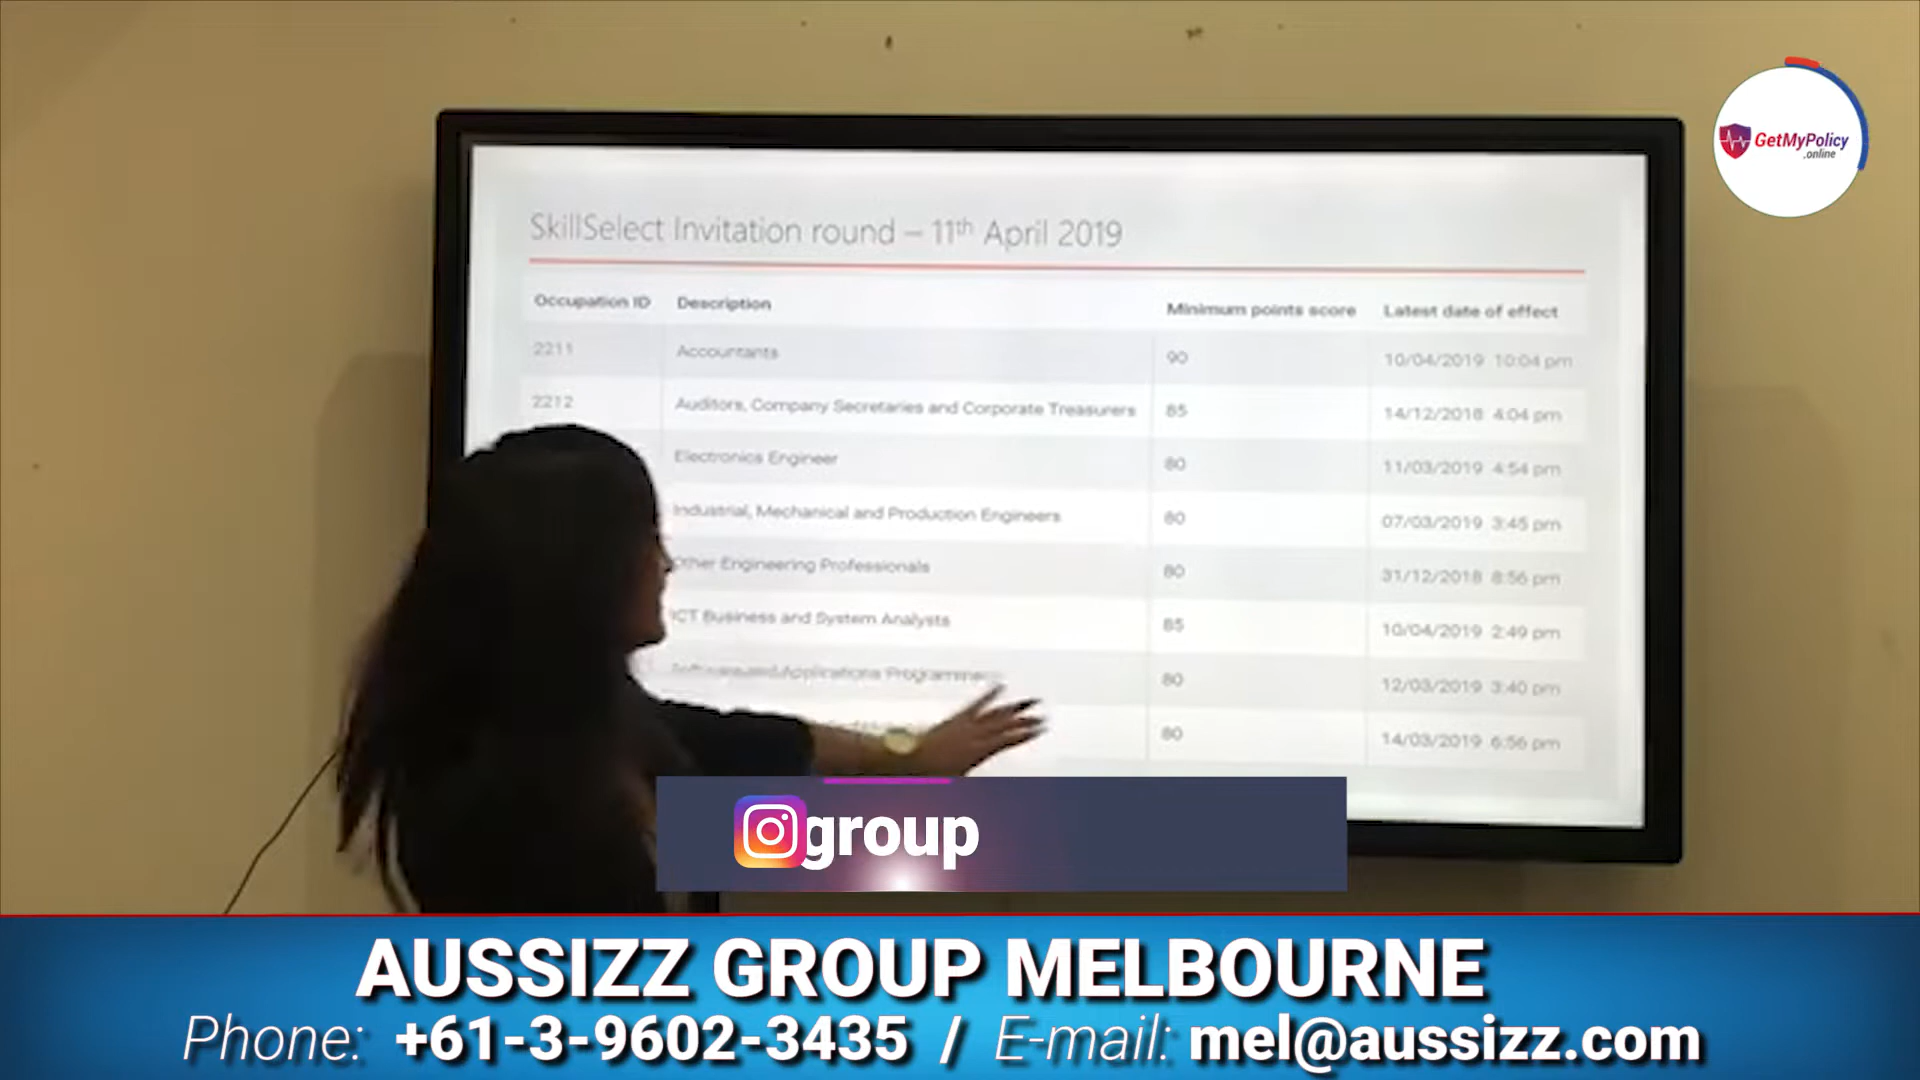 GetMyPolicy
.online
SkillSelect Invitation round – 11th April 2019
Occupation ID Description Minimum points score Latest date of effect
2211 Accountants 90 10/04/2019 10:04 pm
2212 Auditors, Company Secretaries and Corporate Treasurers 85 14/12/2018 4:04 pm
Electronics Engineer 80 11/03/2019 4:54 pm
Industrial, Mechanical and Production Engineers 80 07/03/2019 3:45 pm
Other Engineering Professionals 80 31/12/2018 8:56 pm
ICT Business and System Analysts 85 10/04/2019 2:49 pm
Software and Applications Programmers 80 12/03/2019 3:40 pm
80 14/03/2019 6:56 pm
group
AUSSIZZ GROUP MELBOURNE
Phone: +61-3-9602-3435 / E-mail: mel@aussizz.com